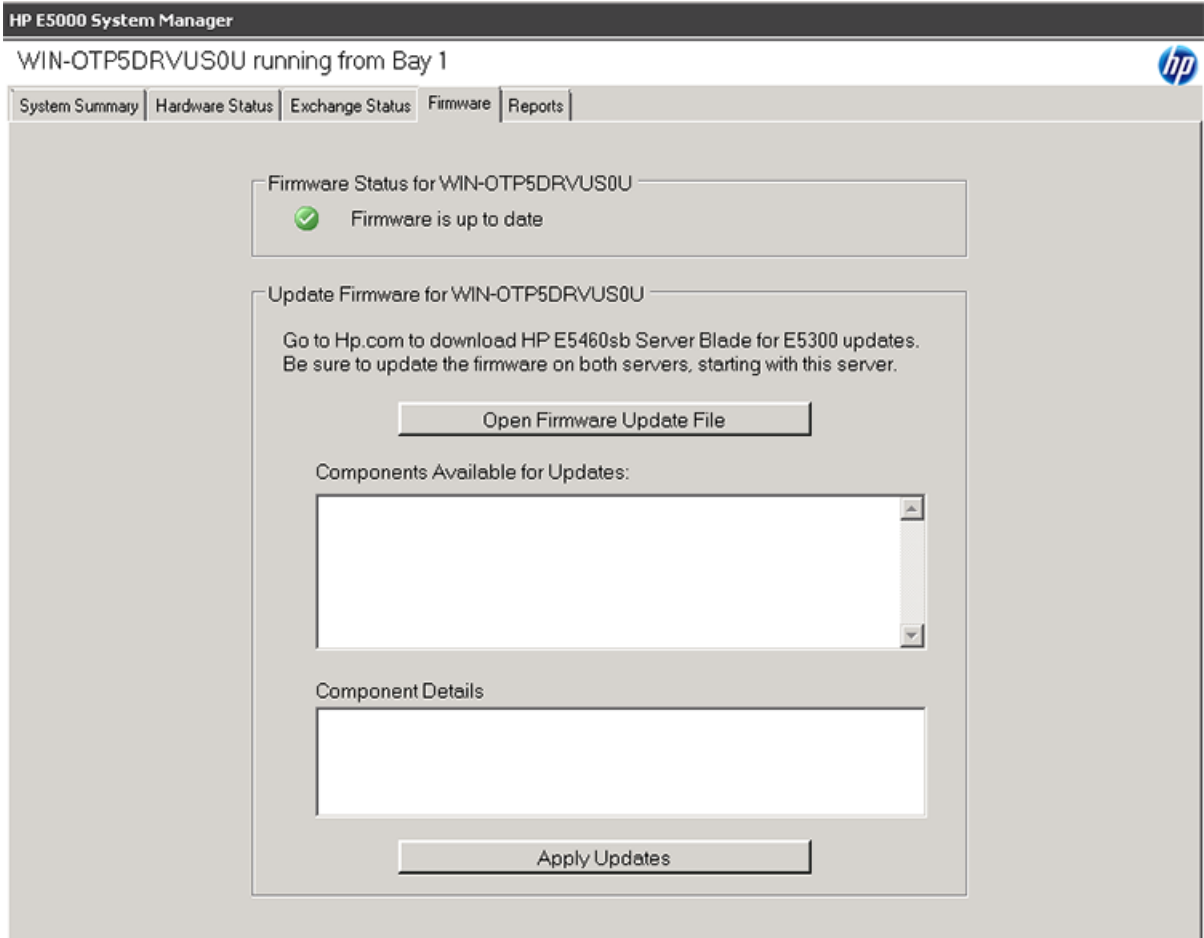 HP E5000 System Manager
WIN-OTP5DRVUS0U running from Bay 1
hp
System Summary Hardware Status Exchange Status Firmware Reports
Firmware Status for WIN-OTP5DRVUS0U
Firmware is up to date
Update Firmware for WIN-OTP5DRVUS0U
Go to Hp.com to download HP E5460sb Server Blade for E5300 updates.
Be sure to update the firmware on both servers, starting with this server.
Open Firmware Update File
Components Available for Updates:
Component Details
Apply Updates